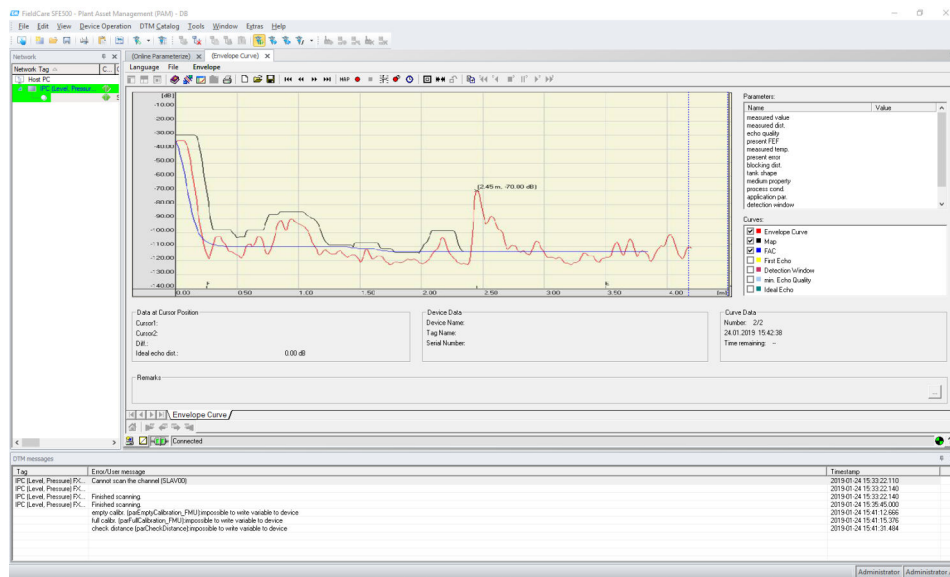 FieldCare SFE500 - Plant Asset Management (PAM) - DB
File Edit View Device Operation DTM Catalog Tools Window Extras Help
Network
Network Tag
C...
Host PC
IPC (Level, Pressur...
(Online Parameterize) x (Envelope Curve) x
Language File Envelope
MAP
[dB]
-10.00
-20.00
-30.00
-40.00
-50.00
-60.00
-70.00
-80.00
-90.00
-100.00
-110.00
-120.00
-130.00
-140.00
(2.45 m, -70.80 dB)
0.00 0.50 1.00 1.50 2.00 2.50 3.00 3.50 4.00 [m]
Parameters:
Name Value
measured value
measured dist.
echo quality
present FEF
measured temp.
present error
blocking dist.
tank shape
medium property
process cond.
application par.
detection window
Curves:
Envelope Curve
Map
FAC
First Echo
Detection Window
min. Echo Quality
Ideal Echo
Data at Cursor Position
Cursor1:
Cursor2:
Diff.:
Ideal echo dist.: 0.00 dB
Device Data
Device Name:
Tag Name:
Serial Number:
Curve Data
Number: 2/2
24.01.2019 15:42:38
Time remaining: –
Remarks
...
Envelope Curve
Connected
DTM messages
Tag Error/User message Timestamp
IPC (Level, Pressure) FX... Cannot scan the channel (SLAV00) 2019-01-24 15:33:22.110
IPC (Level, Pressure) FX... 2019-01-24 15:33:22.140
IPC (Level, Pressure) FX... Finished scanning. 2019-01-24 15:33:22.140
IPC (Level, Pressure) FX... Finished scanning. 2019-01-24 15:35:45.000
empty calibr. (parEmptyCalibration_FMU):impossible to write variable to device 2019-01-24 15:41:12.666
full calibr. (parFullCalibration_FMU):impossible to write variable to device 2019-01-24 15:41:15.376
check distance (parCheckDistance):impossible to write variable to device 2019-01-24 15:41:31.484
Administrator Administrator